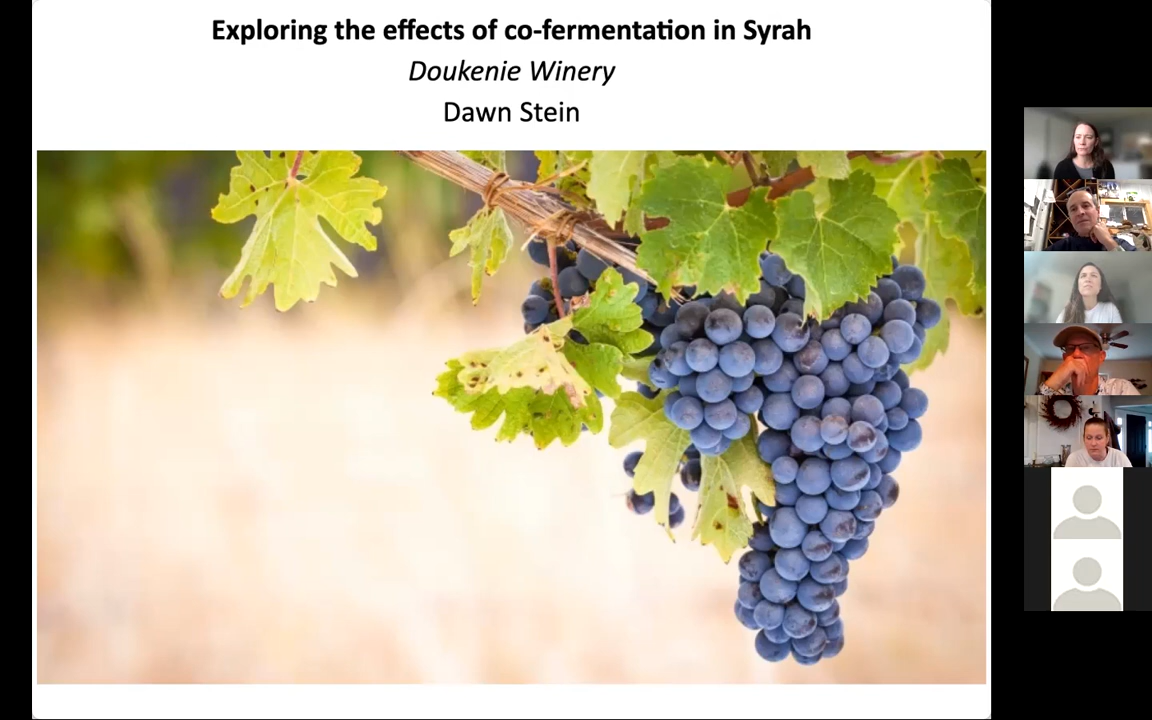 Exploring the effects of co-fermentation in Syrah
Doukenie Winery
Dawn Stein